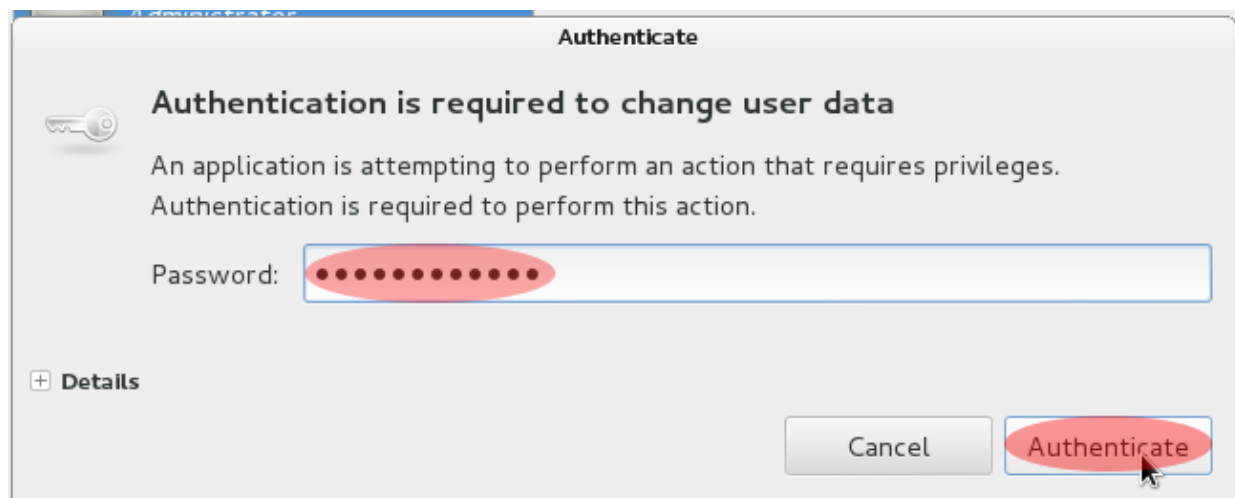 Administrator
Authenticate
Authentication is required to change user data
An application is attempting to perform an action that requires privileges.
Authentication is required to perform this action.
Password: ●●●●●●●●●●●●
Details
Cancel Authenticate